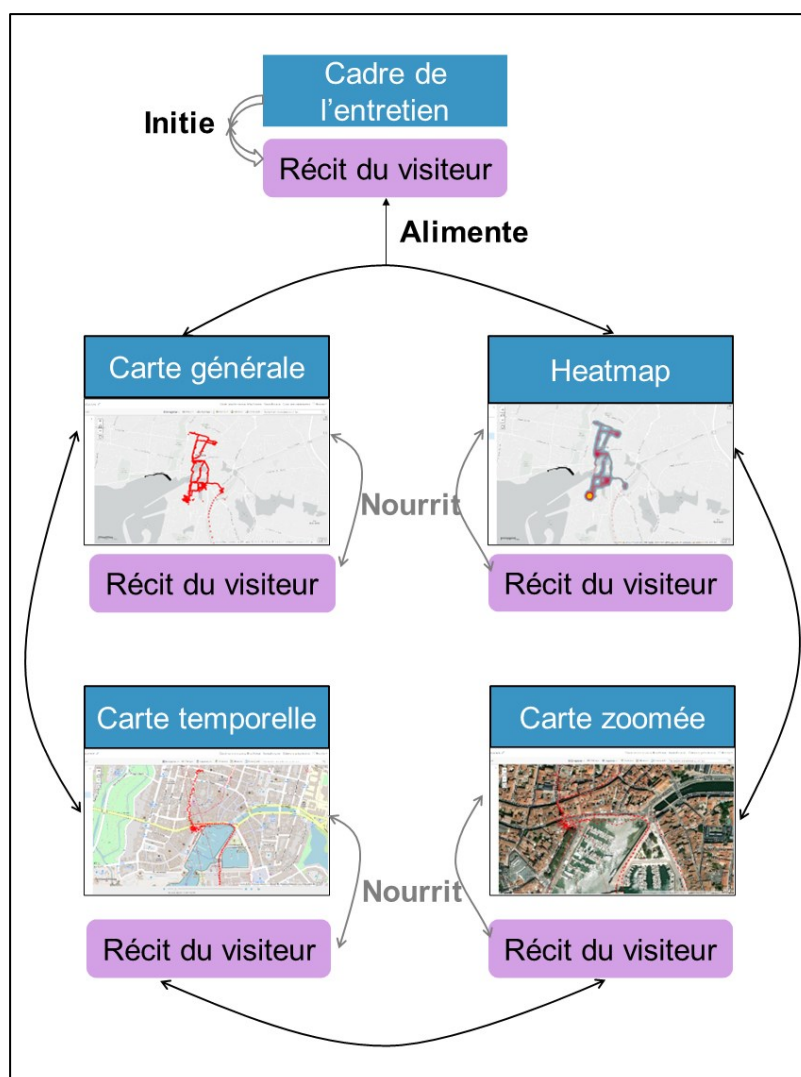 Cadre de
l'entretien
Initie
Récit du visiteur
Alimente
Carte générale
Heatmap
Nourrit
Récit du visiteur
Récit du visiteur
Carte temporelle
Carte zoomée
Nourrit
Récit du visiteur
Récit du visiteur